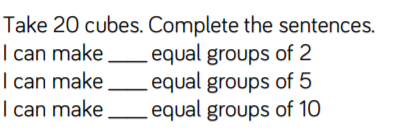 Take 20 cubes. Complete the sentences.
I can make ____ equal groups of 2
I can make ____ equal groups of 5
I can make ____ equal groups of 10